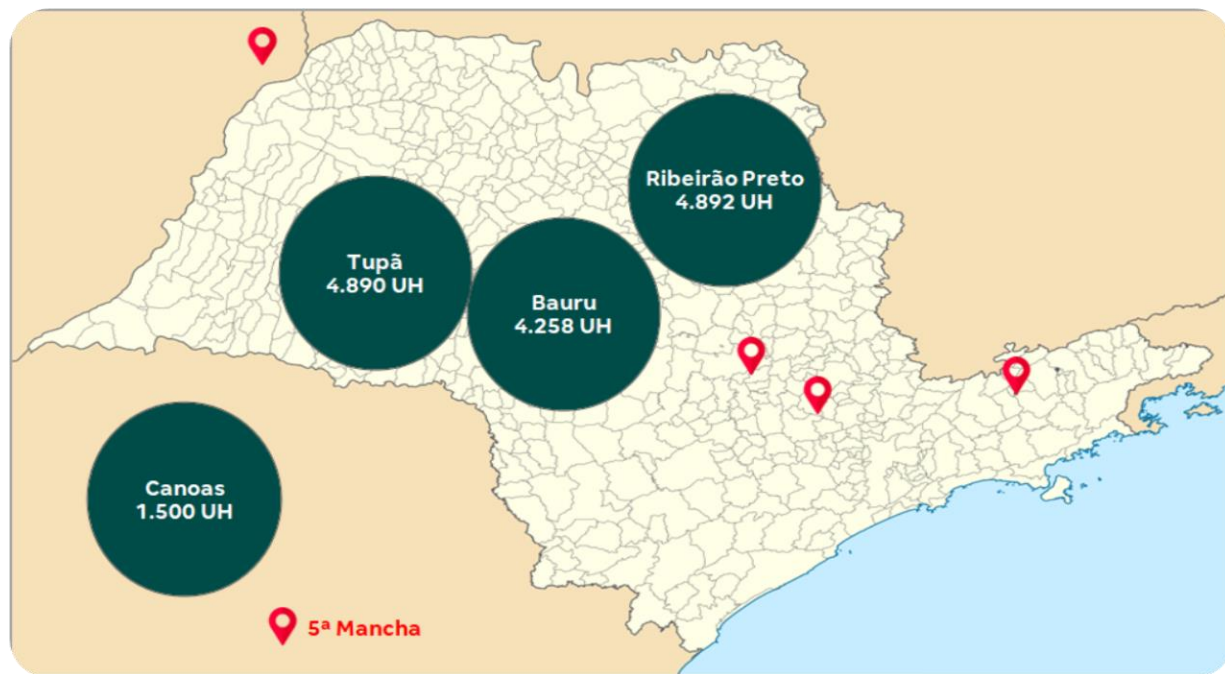 Ribeirão Preto
4.892 UH
Tupã
4.890 UH
Bauru
4.258 UH
Canoas
1.500 UH
5ª Mancha